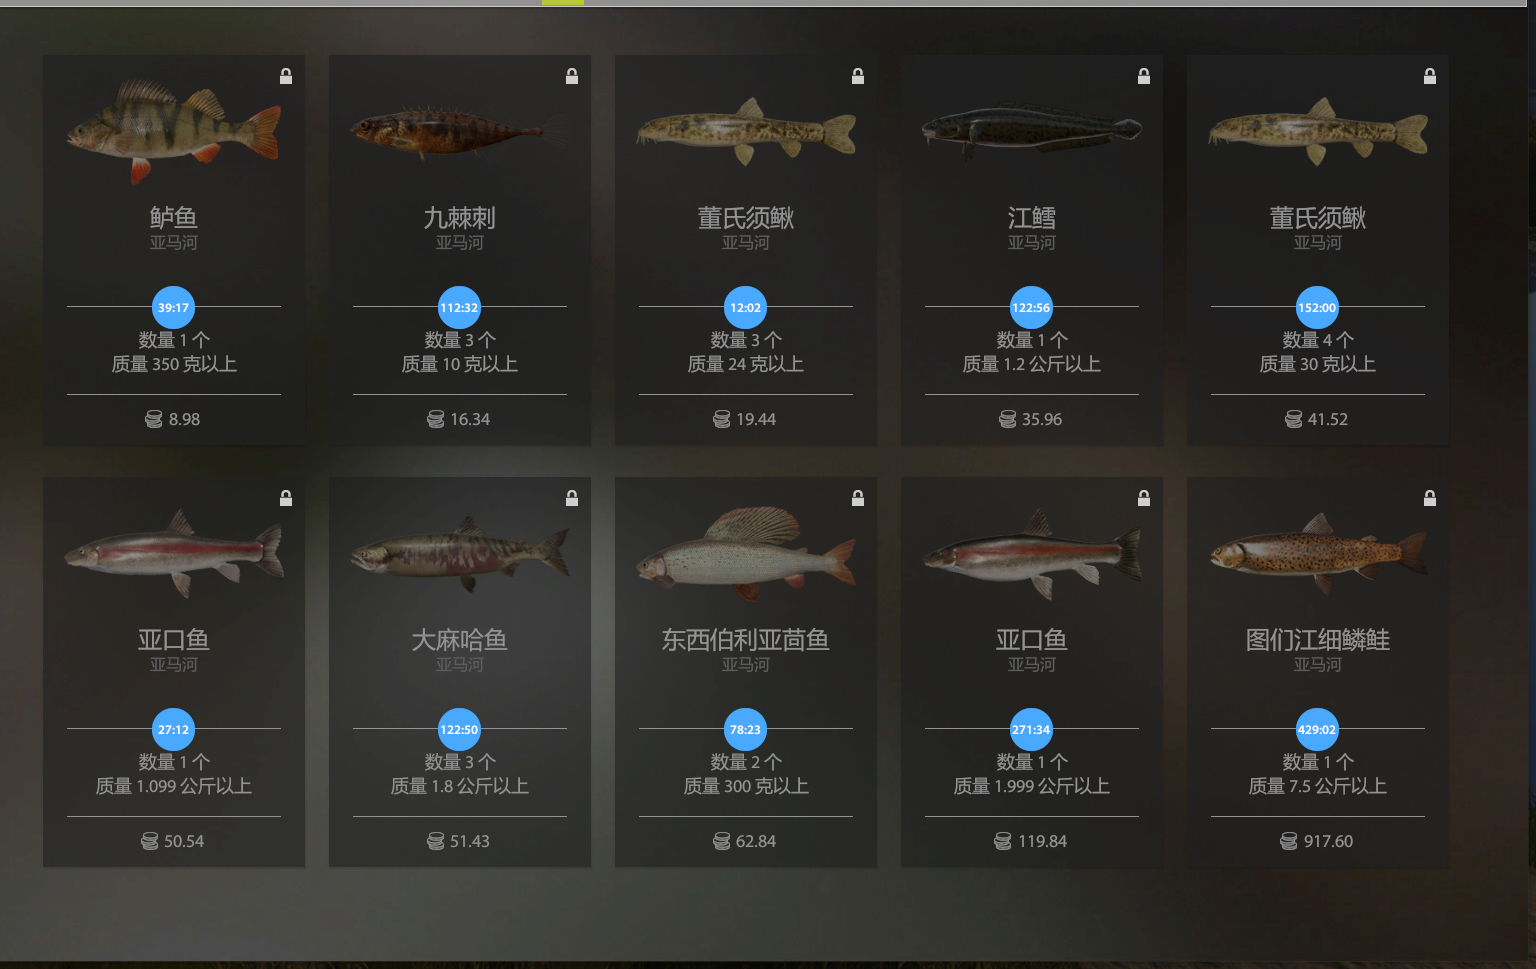 鲈鱼
亚马河
39:17
数量 1 个
质量 350 克以上
8.98
九棘刺
亚马河
112:32
数量 3 个
质量 10 克以上
16.34
董氏须鳅
亚马河
12:02
数量 3 个
质量 24 克以上
19.44
江鳕
亚马河
122:56
数量 1 个
质量 1.2 公斤以上
35.96
董氏须鳅
亚马河
152:00
数量 4 个
质量 30 克以上
41.52
亚口鱼
亚马河
27:12
数量 1 个
质量 1.099 公斤以上
50.54
大麻哈鱼
亚马河
122:50
数量 3 个
质量 1.8 公斤以上
51.43
东西伯利亚茴鱼
亚马河
78:23
数量 2 个
质量 300 克以上
62.84
亚口鱼
亚马河
271:34
数量 1 个
质量 1.999 公斤以上
119.84
图们江细鳞鲑
亚马河
429:02
数量 1 个
质量 7.5 公斤以上
917.60